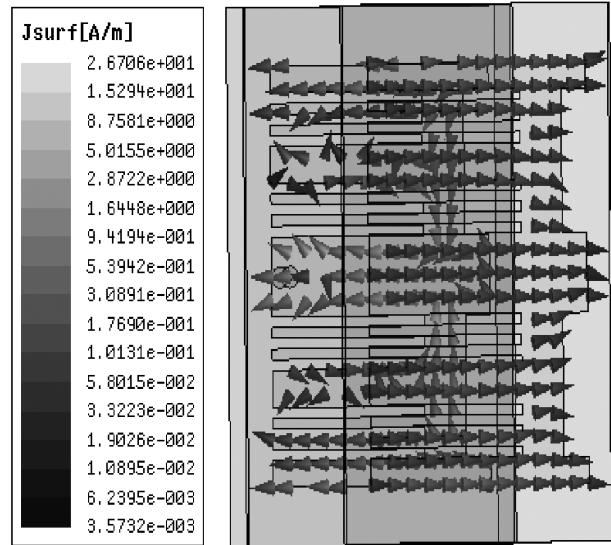 Jsurf[A/m]
2.6706e+001
1.5294e+001
8.7581e+000
5.0155e+000
2.8722e+000
1.6448e+000
9.4194e-001
5.3942e-001
3.0891e-001
1.7690e-001
1.0131e-001
5.8015e-002
3.3223e-002
1.9026e-002
1.0895e-002
6.2395e-003
3.5732e-003